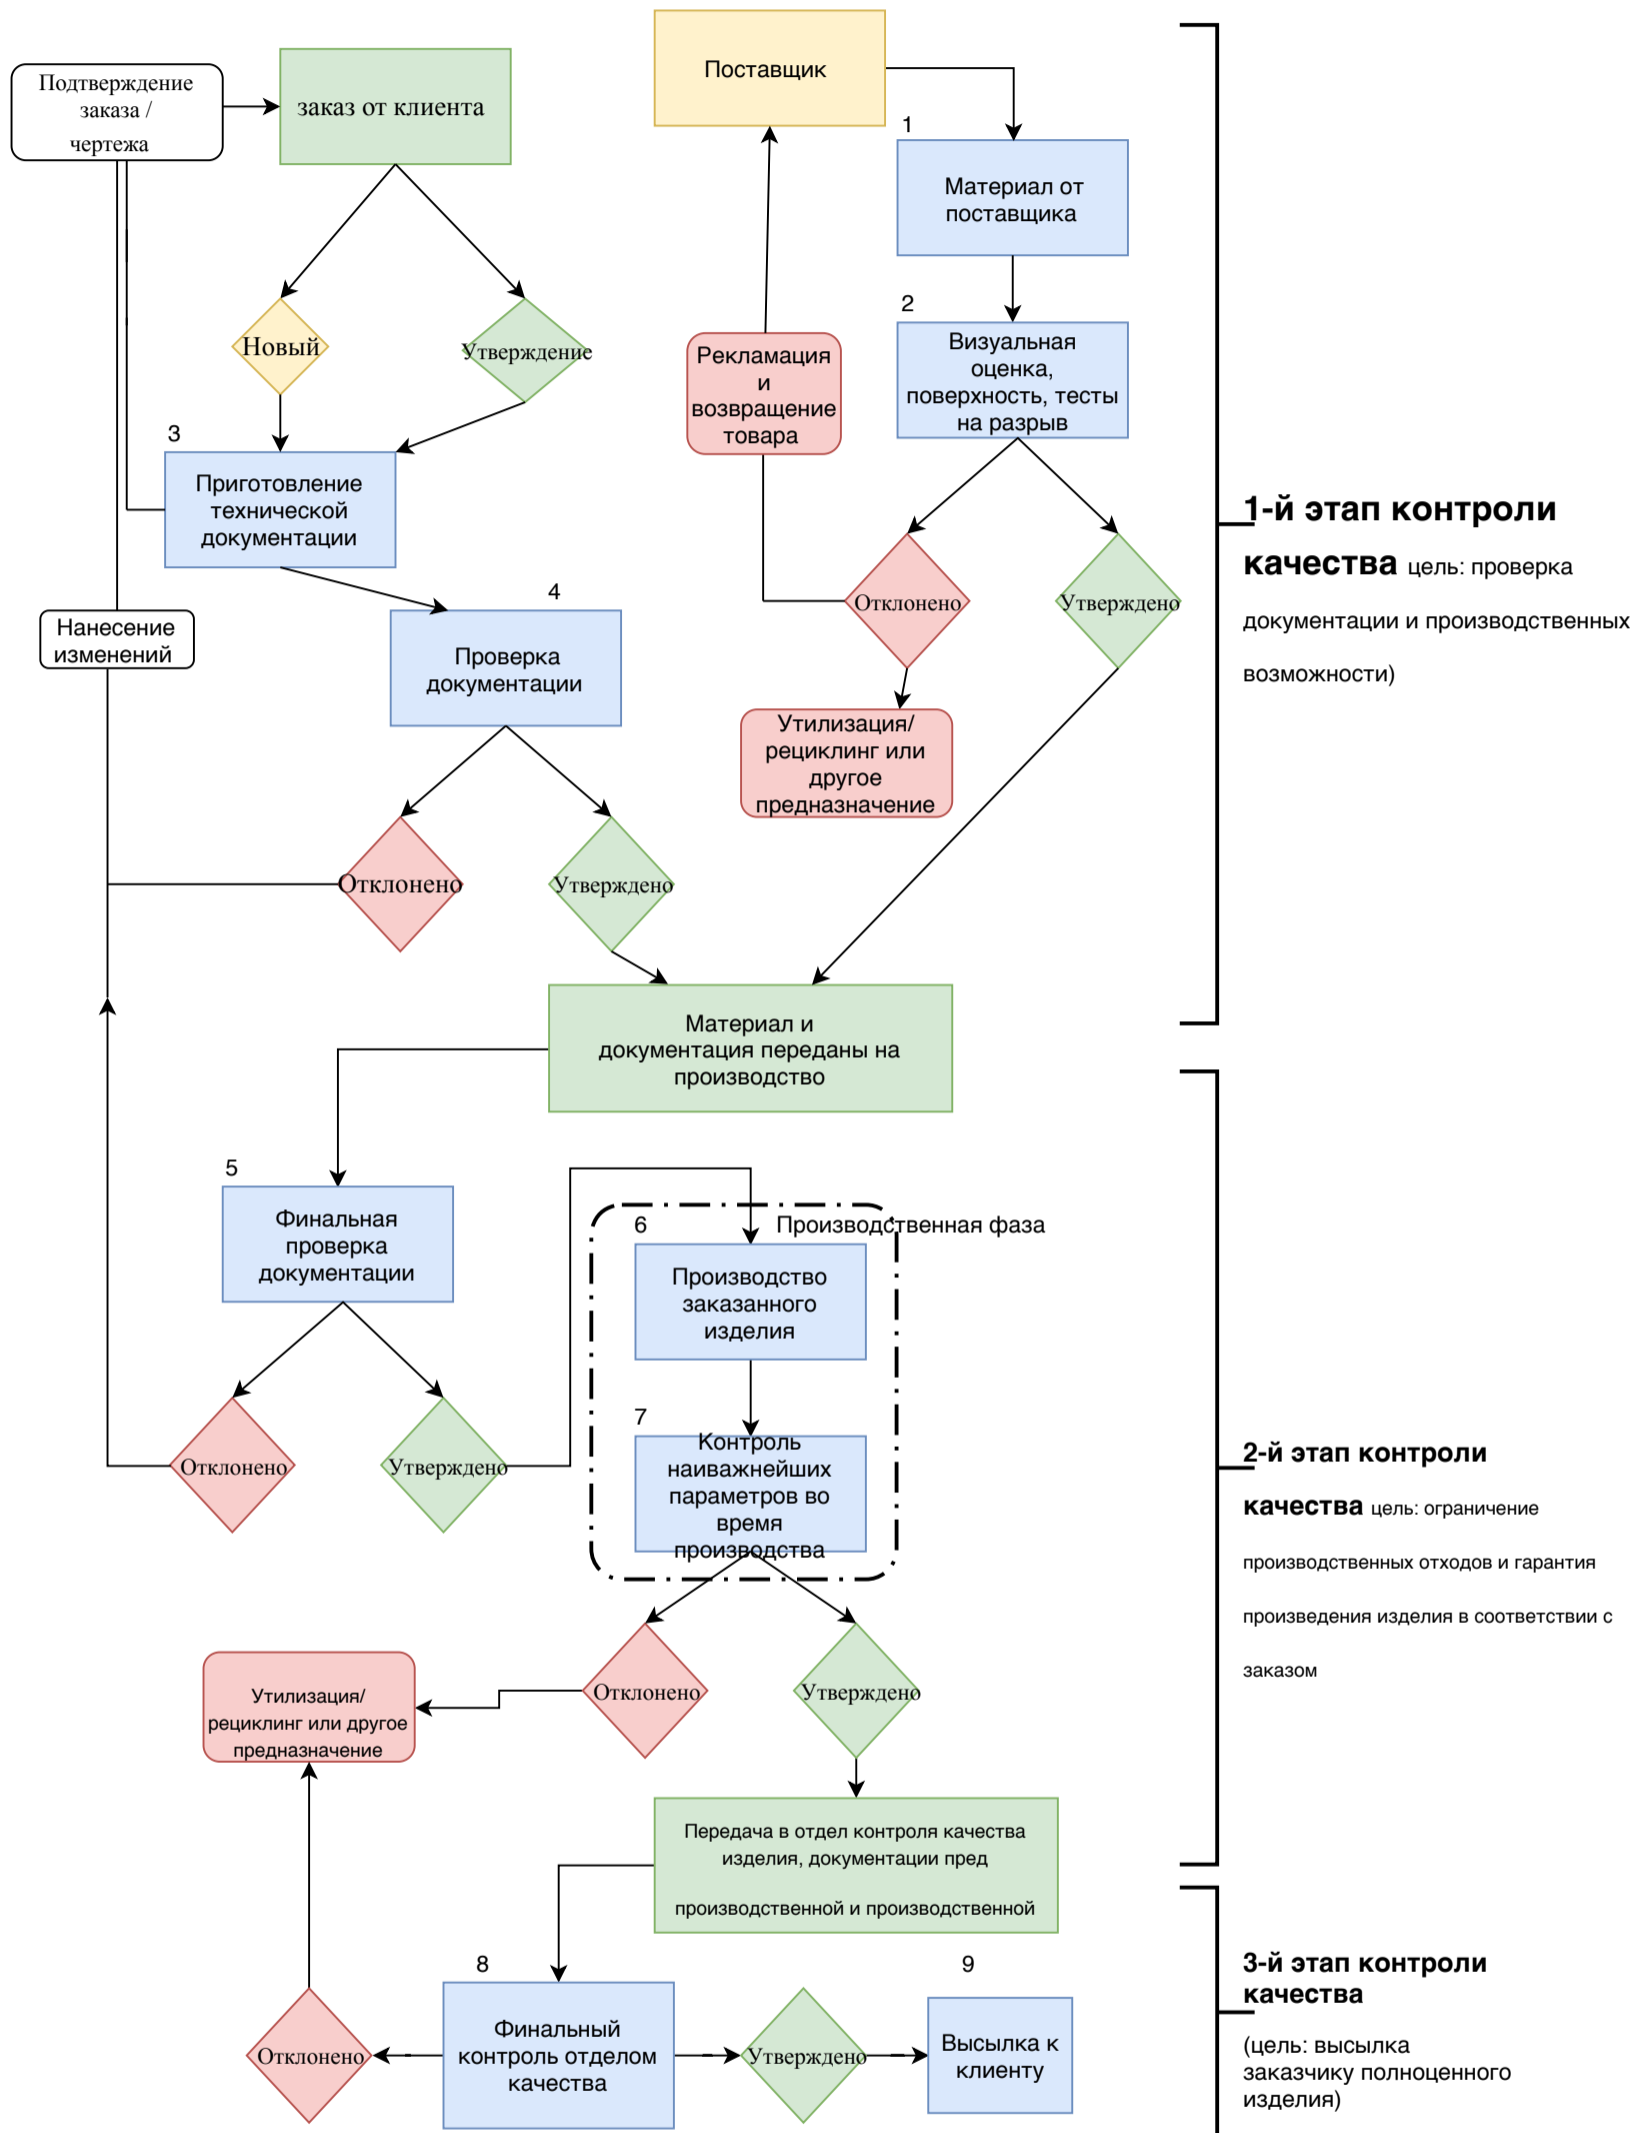 Подтверждение
заказа /
чертежа
заказ от клиента
Поставщик
1
Материал от
поставщика
2
Визуальная
оценка,
поверхность, тесты
на разрыв
Рекламация
и
возвращение
товара
Новый
Утверждение
3
Приготовление
технической
документации
Отклонено
Утверждено
1-й этап контроли
качества цель: проверка
документации и производственных
возможности)
4
Проверка
документации
Нанесение
изменений
Утилизация/
рециклинг или
другое
предназначение
Отклонено
Утверждено
Материал и
документация переданы на
производство
5
Финальная
проверка
документации
6
Производственная фаза
Производство
заказанного
изделия
7
Контроль
наиважнейших
параметров во
время
производства
Отклонено
Утверждено
2-й этап контроли
качества цель: ограничение
производственных отходов и гарантия
произведения изделия в соответствии с
заказом
Отклонено
Утверждено
Утилизация/
рециклинг или другое
предназначение
Передача в отдел контроля качества
изделия, документации пред
производственной и производственной
8
Финальный
контроль отделом
качества
Отклонено
Утверждено
9
Высылка к
клиенту
3-й этап контроли
качества
(цель: высылка
заказчику полноценного
изделия)